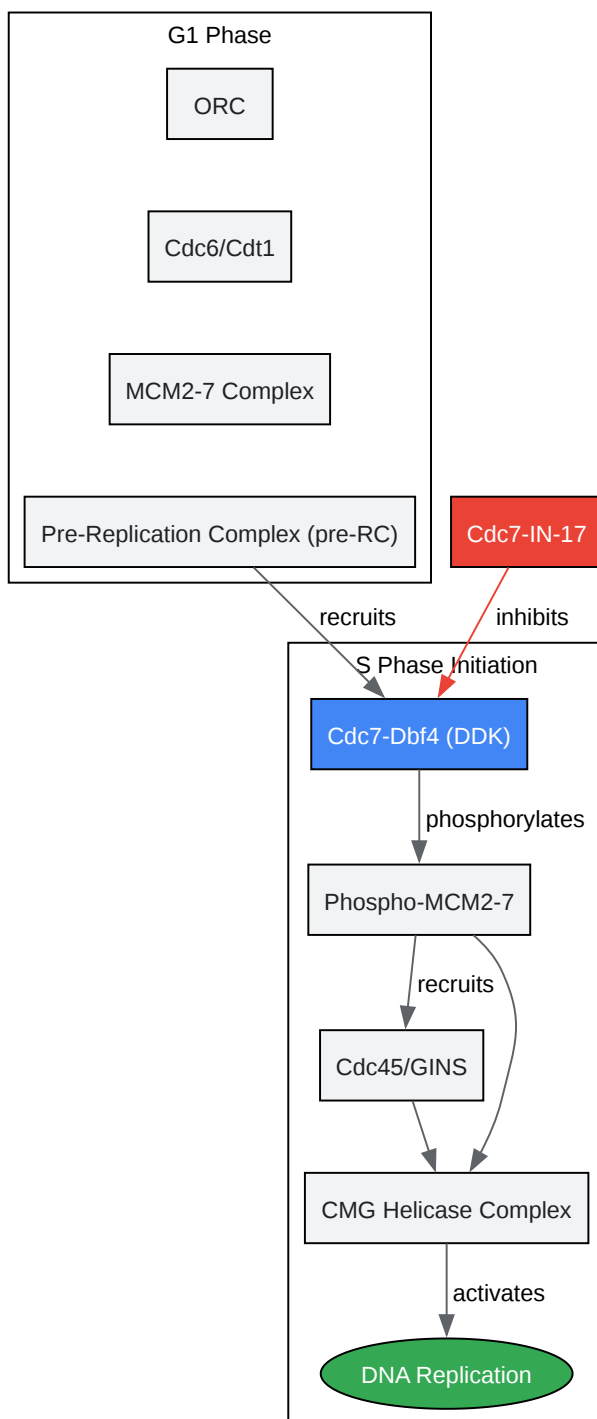 G1 Phase
ORC
Cdc6/Cdt1
MCM2-7 Complex
Pre-Replication Complex (pre-RC)
Cdc7-IN-17
recruits
inhibits
S Phase Initiation
Cdc7-Dbf4 (DDK)
phosphorylates
Phospho-MCM2-7
recruits
Cdc45/GINS
CMG Helicase Complex
activates
DNA Replication